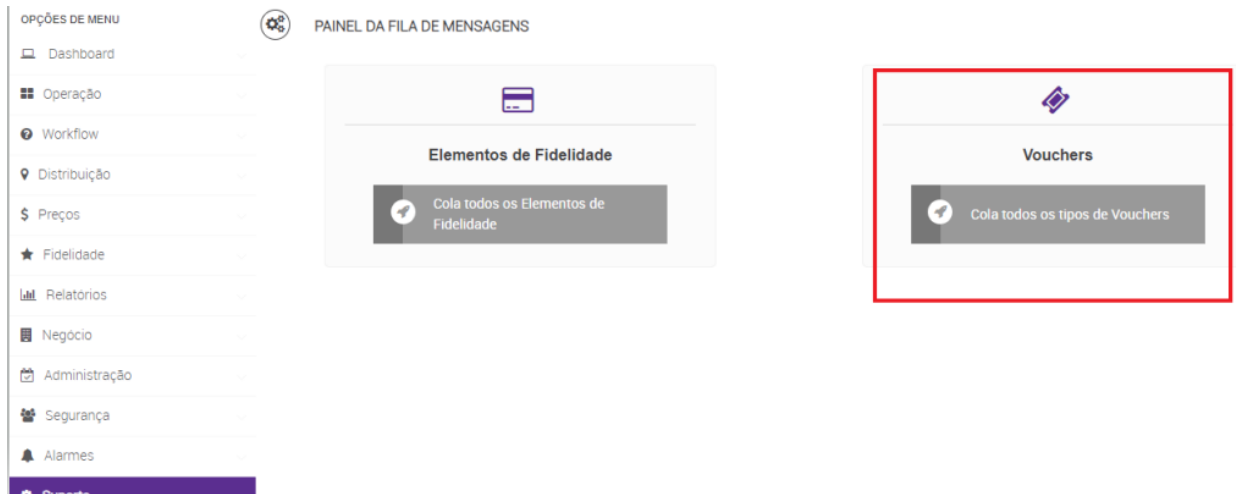 OPÇÕES DE MENU
Dashboard
Operação
Workflow
Distribuição
Preços
Fidelidade
Relatórios
Negócio
Administração
Segurança
Alarmes
PAINEL DA FILA DE MENSAGENS
Elementos de Fidelidade
Cola todos os Elementos de
Fidelidade
Vouchers
Cola todos os tipos de Vouchers